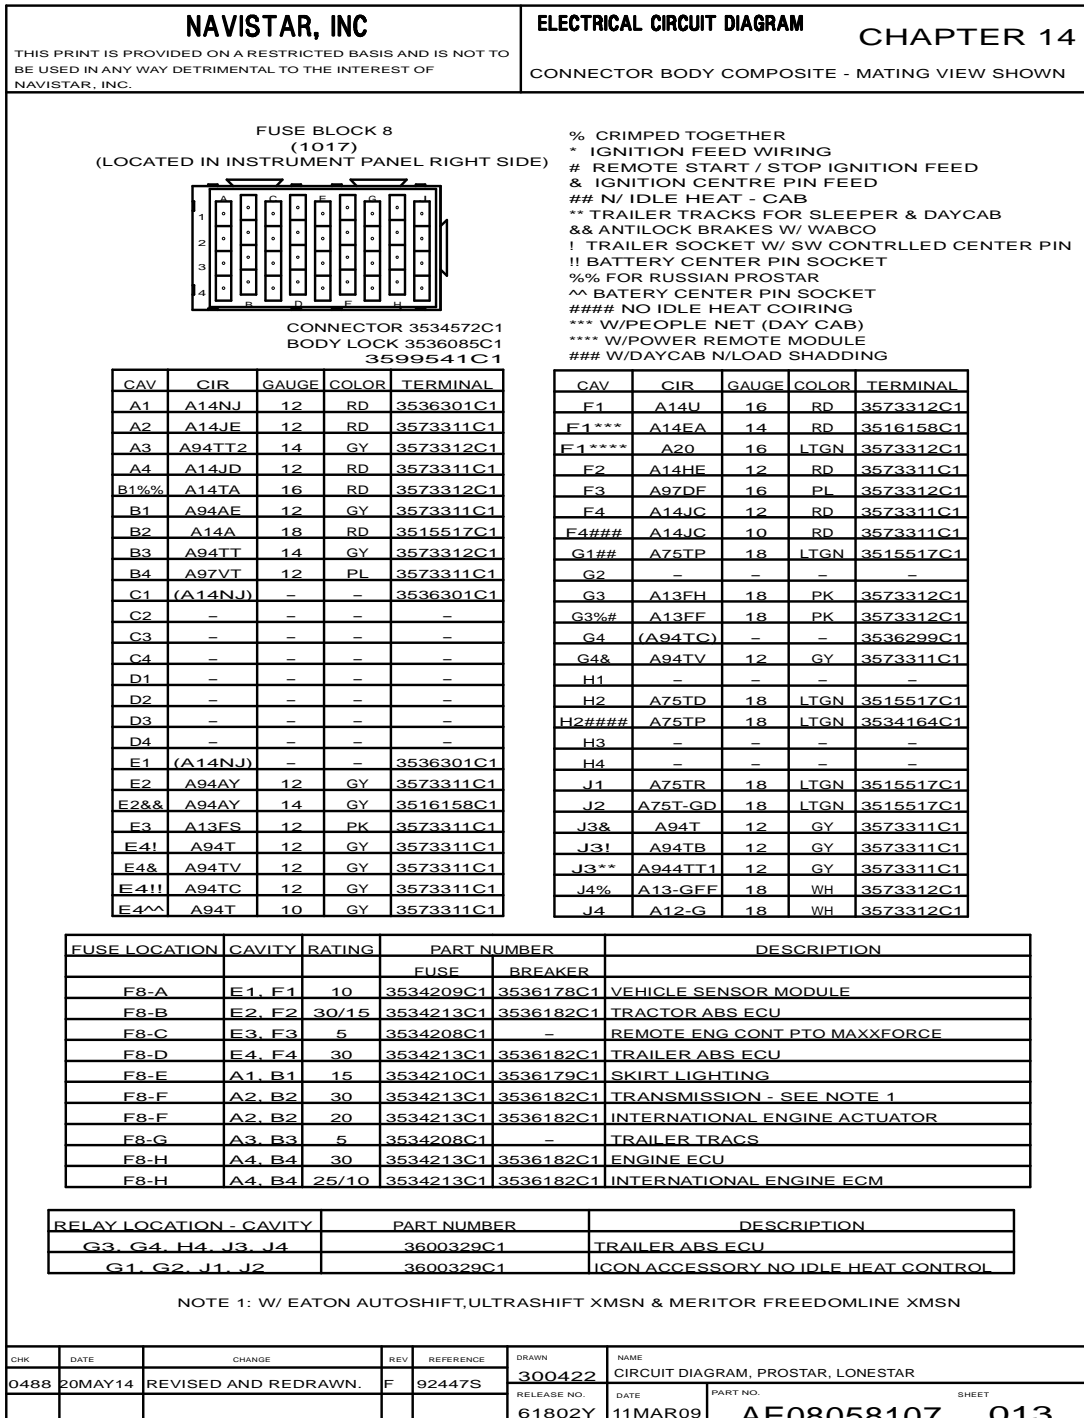 NAVISTAR, INC
THIS PRINT IS PROVIDED ON A RESTRICTED BASIS AND IS NOT TO
BE USED IN ANY WAY DETRIMENTAL TO THE INTEREST OF
NAVISTAR, INC.
ELECTRICAL CIRCUIT DIAGRAM
CHAPTER 14
CONNECTOR BODY COMPOSITE - MATING VIEW SHOWN
FUSE BLOCK 8
(1017)
(LOCATED IN INSTRUMENT PANEL RIGHT SIDE)
A C E G J
1
2
3
4
B D F H
CONNECTOR 3534572C1
BODY LOCK 3536085C1
3599541C1
% CRIMPED TOGETHER
* IGNITION FEED WIRING
# REMOTE START / STOP IGNITION FEED
& IGNITION CENTRE PIN FEED
## N/ IDLE HEAT - CAB
** TRAILER TRACKS FOR SLEEPER & DAYCAB
&& ANTILOCK BRAKES W/ WABCO
! TRAILER SOCKET W/ SW CONTRLLED CENTER PIN
!! BATTERY CENTER PIN SOCKET
%% FOR RUSSIAN PROSTAR
^^ BATERY CENTER PIN SOCKET
#### NO IDLE HEAT COIRING
*** W/PEOPLE NET (DAY CAB)
**** W/POWER REMOTE MODULE
### W/DAYCAB N/LOAD SHADDING
CAV CIR GAUGE COLOR TERMINAL
A1 A14NJ 12 RD 3536301C1
A2 A14JE 12 RD 3573311C1
A3 A94TT2 14 GY 3573312C1
A4 A14JD 12 RD 3573311C1
B1%% A14TA 16 RD 3573312C1
B1 A94AE 12 GY 3573311C1
B2 A14A 18 RD 3515517C1
B3 A94TT 14 GY 3573312C1
B4 A97VT 12 PL 3573311C1
C1 (A14NJ) – – 3536301C1
C2 – – – –
C3 – – – –
C4 – – – –
D1 – – – –
D2 – – – –
D3 – – – –
D4 – – – –
E1 (A14NJ) – – 3536301C1
E2 A94AY 12 GY 3573311C1
E2&& A94AY 14 GY 3516158C1
E3 A13FS 12 PK 3573311C1
E4! A94T 12 GY 3573311C1
E4& A94TV 12 GY 3573311C1
E4!! A94TC 12 GY 3573311C1
E4^^ A94T 10 GY 3573311C1
CAV CIR GAUGE COLOR TERMINAL
F1 A14U 16 RD 3573312C1
F1*** A14EA 14 RD 3516158C1
F1**** A20 16 LTGN 3573312C1
F2 A14HE 12 RD 3573311C1
F3 A97DF 16 PL 3573312C1
F4 A14JC 12 RD 3573311C1
F4### A14JC 10 RD 3573311C1
G1## A75TP 18 LTGN 3515517C1
G2 – – – –
G3 A13FH 18 PK 3573312C1
G3%# A13FF 18 PK 3573312C1
G4 (A94TC) – – 3536299C1
G4& A94TV 12 GY 3573311C1
H1 – – – –
H2 A75TD 18 LTGN 3515517C1
H2#### A75TP 18 LTGN 3534164C1
H3 – – – –
H4 – – – –
J1 A75TR 18 LTGN 3515517C1
J2 A75T-GD 18 LTGN 3515517C1
J3& A94T 12 GY 3573311C1
J3! A94TB 12 GY 3573311C1
J3** A944TT1 12 GY 3573311C1
J4% A13-GFF 18 WH 3573312C1
J4 A12-G 18 WH 3573312C1
FUSE LOCATION CAVITY RATING PART NUMBER DESCRIPTION
FUSE BREAKER
F8-A E1, F1 10 3534209C1 3536178C1 VEHICLE SENSOR MODULE
F8-B E2, F2 30/15 3534213C1 3536182C1 TRACTOR ABS ECU
F8-C E3, F3 5 3534208C1 – REMOTE ENG CONT PTO MAXXFORCE
F8-D E4, F4 30 3534213C1 3536182C1 TRAILER ABS ECU
F8-E A1, B1 15 3534210C1 3536179C1 SKIRT LIGHTING
F8-F A2, B2 30 3534213C1 3536182C1 TRANSMISSION - SEE NOTE 1
F8-F A2, B2 20 3534213C1 3536182C1 INTERNATIONAL ENGINE ACTUATOR
F8-G A3, B3 5 3534208C1 – TRAILER TRACS
F8-H A4, B4 30 3534213C1 3536182C1 ENGINE ECU
F8-H A4, B4 25/10 3534213C1 3536182C1 INTERNATIONAL ENGINE ECM
RELAY LOCATION - CAVITY PART NUMBER DESCRIPTION
G3, G4, H4, J3, J4 3600329C1 TRAILER ABS ECU
G1, G2, J1, J2 3600329C1 ICON ACCESSORY NO IDLE HEAT CONTROL
NOTE 1: W/ EATON AUTOSHIFT,ULTRASHIFT XMSN & MERITOR FREEDOMLINE XMSN
CHK DATE CHANGE REV REFERENCE
0488 20MAY14 REVISED AND REDRAWN. F 92447S
DRAWN NAME
300422 CIRCUIT DIAGRAM, PROSTAR, LONESTAR
RELEASE NO. DATE PART NO. SHEET
61802Y 11MAR09 AE08058107 013